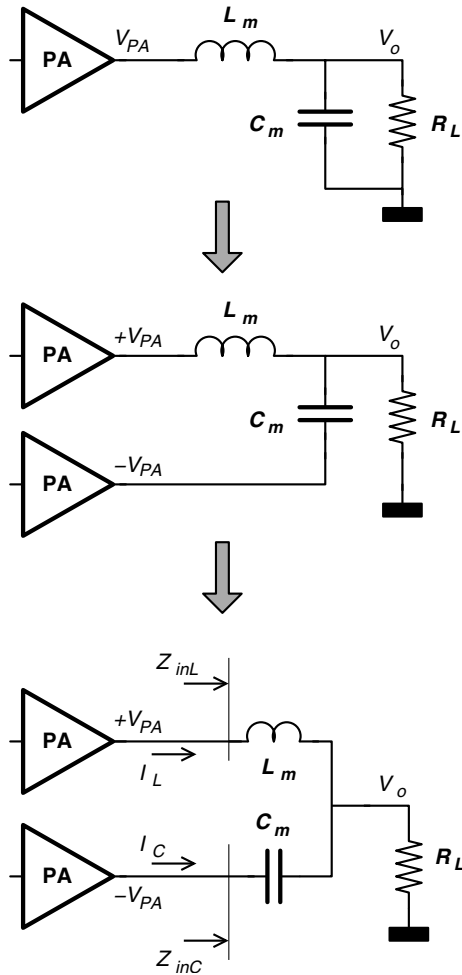 PA
V_PA
L_m
V_o
C_m
R_L
L_m
PA
+V_PA
V_o
C_m
R_L
PA
−V_PA
Z_inL
PA
+V_PA
I_L
L_m
V_o
I_C
C_m
PA
−V_PA
R_L
Z_inC